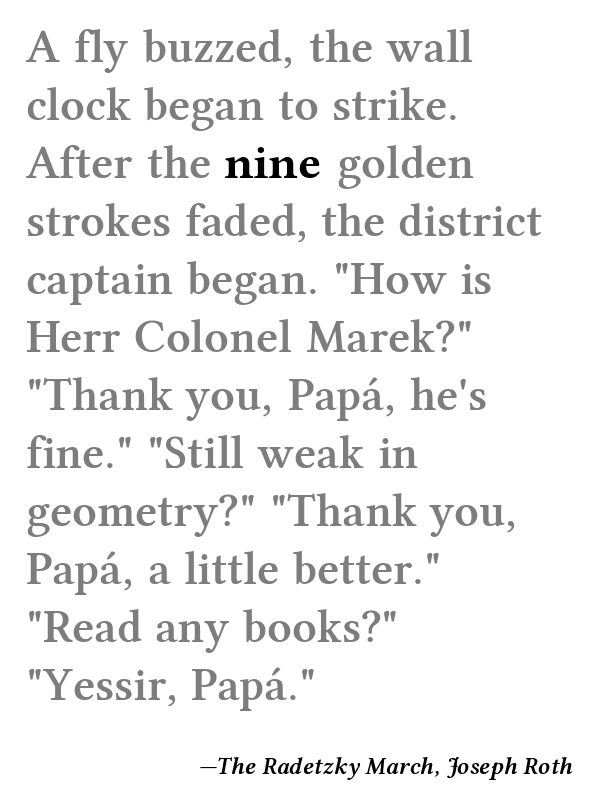 A fly buzzed, the wall
clock began to strike.
After the nine golden
strokes faded, the district
captain began. "How is
Herr Colonel Marek?"
"Thank you, Papá, he's
fine." "Still weak in
geometry?" "Thank you,
Papá, a little better."
"Read any books?"
"Yessir, Papá."
—The Radetzky March, Joseph Roth